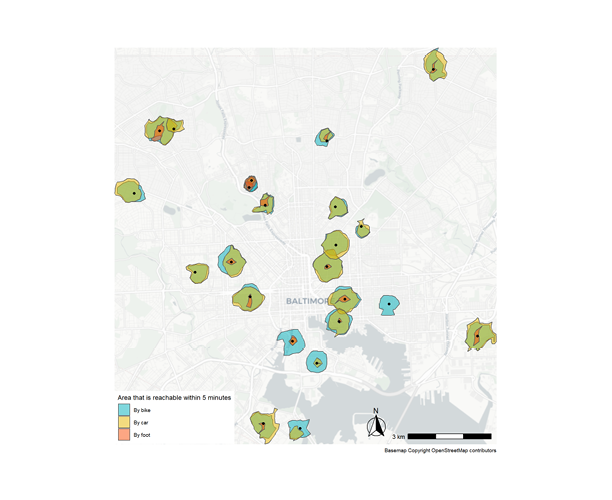 BALTIMOR
Area that is reachable within 5 minutes
By bike
By car
By foot
N
3 km
Basemap Copyright OpenStreetMap contributors